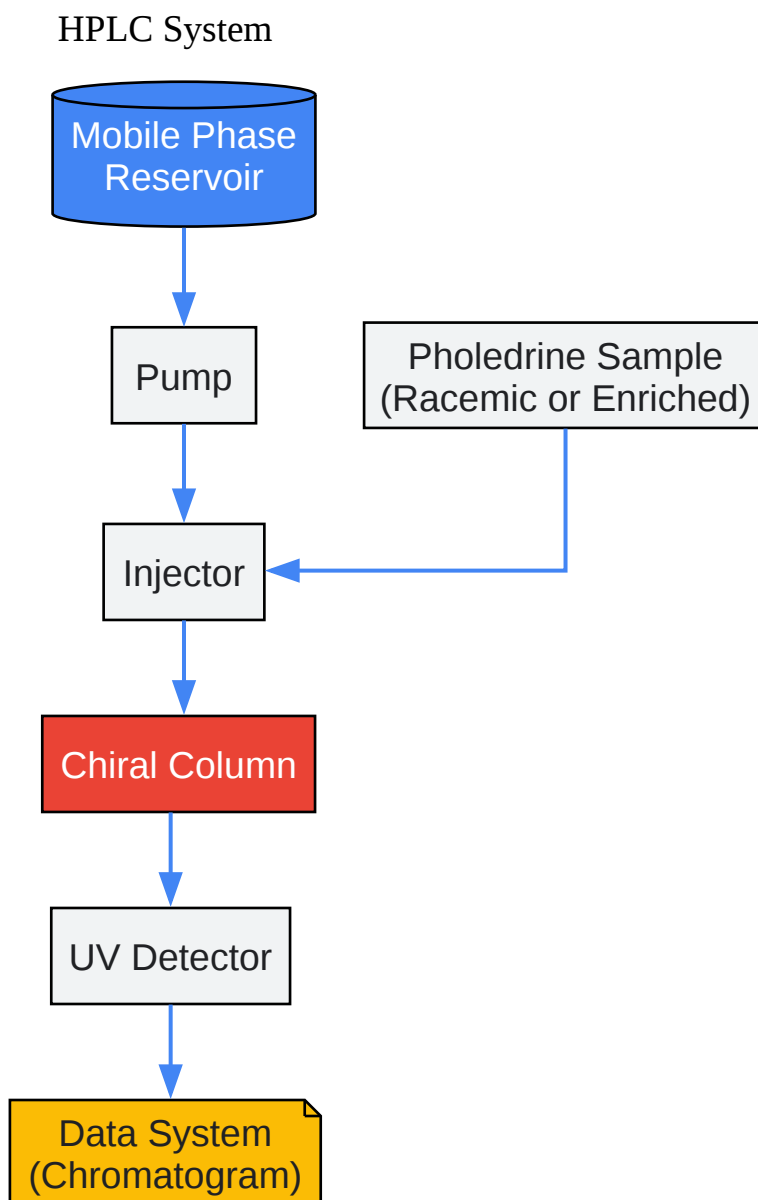 HPLC System
Mobile Phase
Reservoir
Pump
Pholedrine Sample
(Racemic or Enriched)
Injector
Chiral Column
UV Detector
Data System
(Chromatogram)